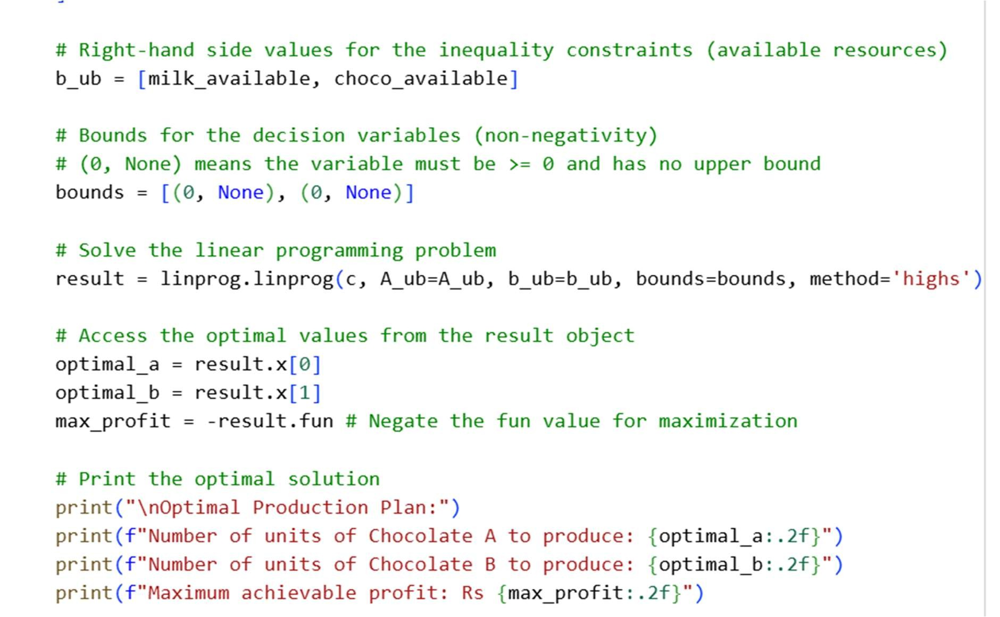 ]
# Right-hand side values for the inequality constraints (available resources)
b_ub = [milk_available, choco_available]
# Bounds for the decision variables (non-negativity)
# (0, None) means the variable must be >= 0 and has no upper bound
bounds = [(0, None), (0, None)]
# Solve the linear programming problem
result = linprog.linprog(c, A_ub=A_ub, b_ub=b_ub, bounds=bounds, method='highs')
# Access the optimal values from the result object
optimal_a = result.x[0]
optimal_b = result.x[1]
max_profit = -result.fun # Negate the fun value for maximization
# Print the optimal solution
print("\nOptimal Production Plan:")
print(f"Number of units of Chocolate A to produce: {optimal_a:.2f}")
print(f"Number of units of Chocolate B to produce: {optimal_b:.2f}")
print(f"Maximum achievable profit: Rs {max_profit:.2f}")